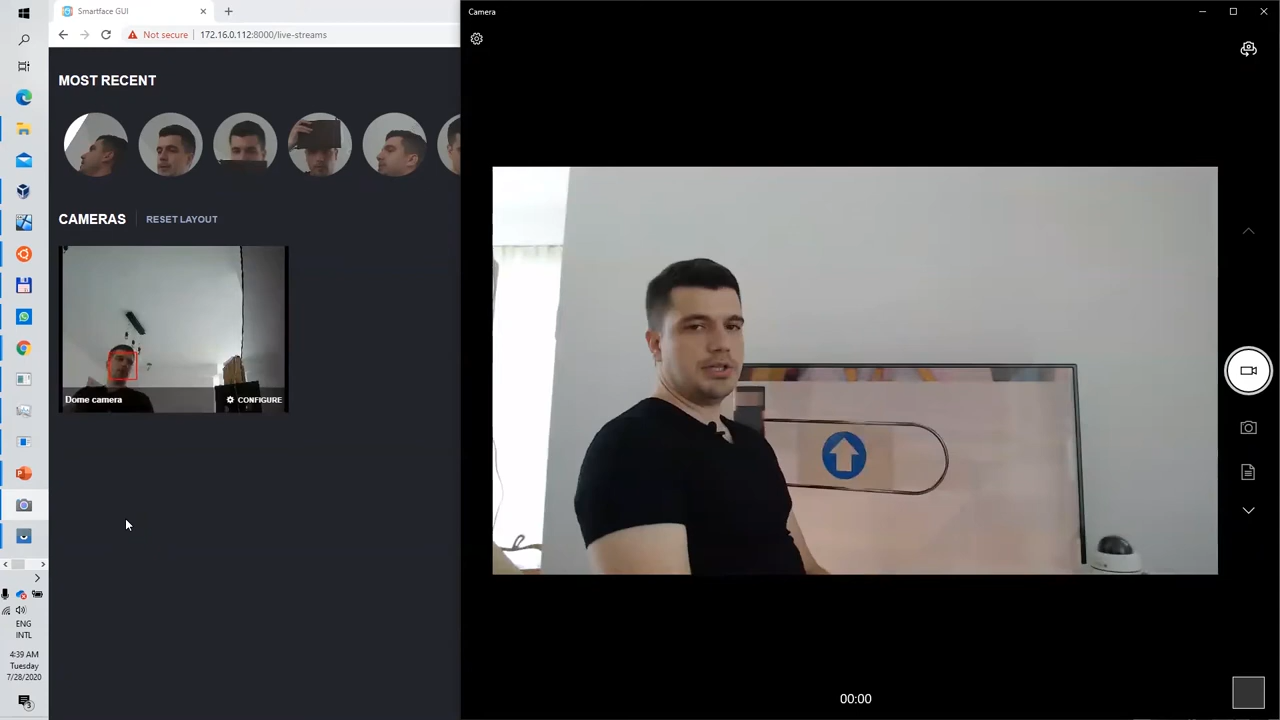 Smartface GUI
Camera
Not secure
172.16.0.112:8000/live-streams
MOST RECENT
CAMERAS
RESET LAYOUT
Dome camera
CONFIGURE
00:00
ENG
INTL
4:39 AM
Tuesday
7/28/2020
3